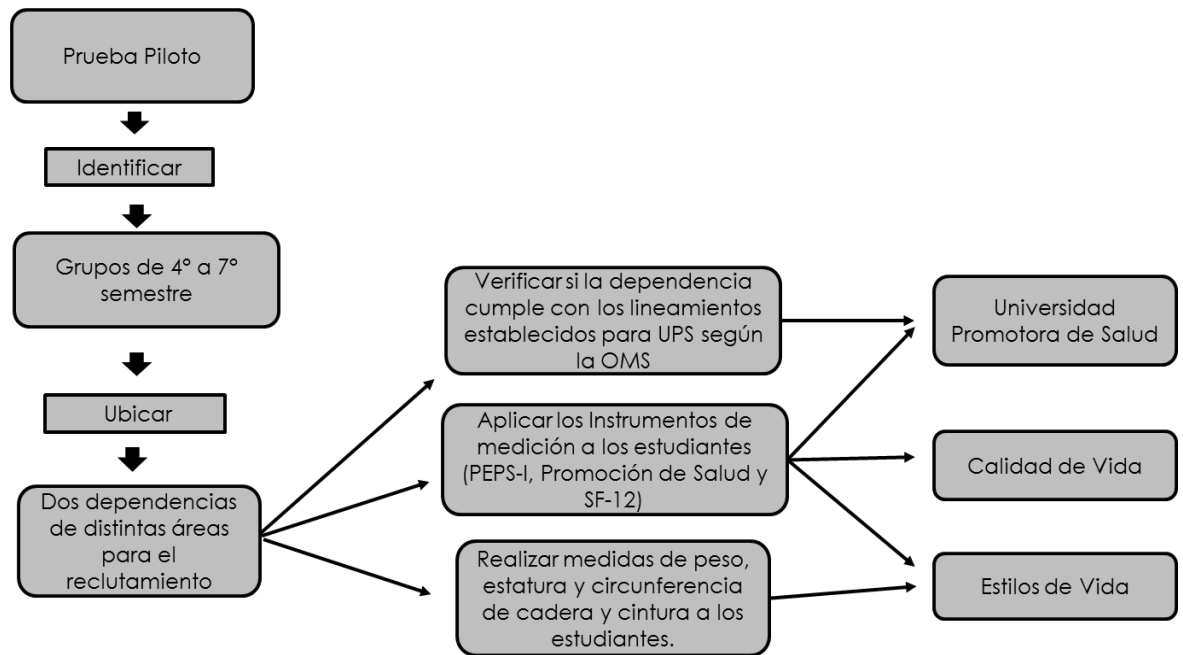 Prueba Piloto
Identificar
Grupos de 4° a 7°
semestre
Ubicar
Dos dependencias
de distintas áreas
para el
reclutamiento
Verificar si la dependencia
cumple con los lineamientos
establecidos para UPS según
la OMS
Aplicar los Instrumentos de
medición a los estudiantes
(PEPS-I, Promoción de Salud y
SF-12)
Realizar medidas de peso,
estatura y circunferencia
de cadera y cintura a los
estudiantes.
Universidad
Promotora de Salud
Calidad de Vida
Estilos de Vida